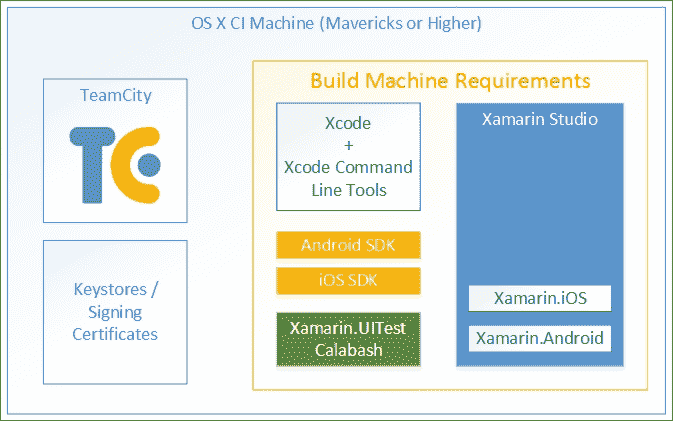 OS X CI Machine (Mavericks or Higher)
TeamCity
TC
Keystores /
Signing
Certificates
Build Machine Requirements
Xcode
+
Xcode Command
Line Tools
Android SDK
iOS SDK
Xamarin.UITest
Calabash
Xamarin Studio
Xamarin.iOS
Xamarin.Android